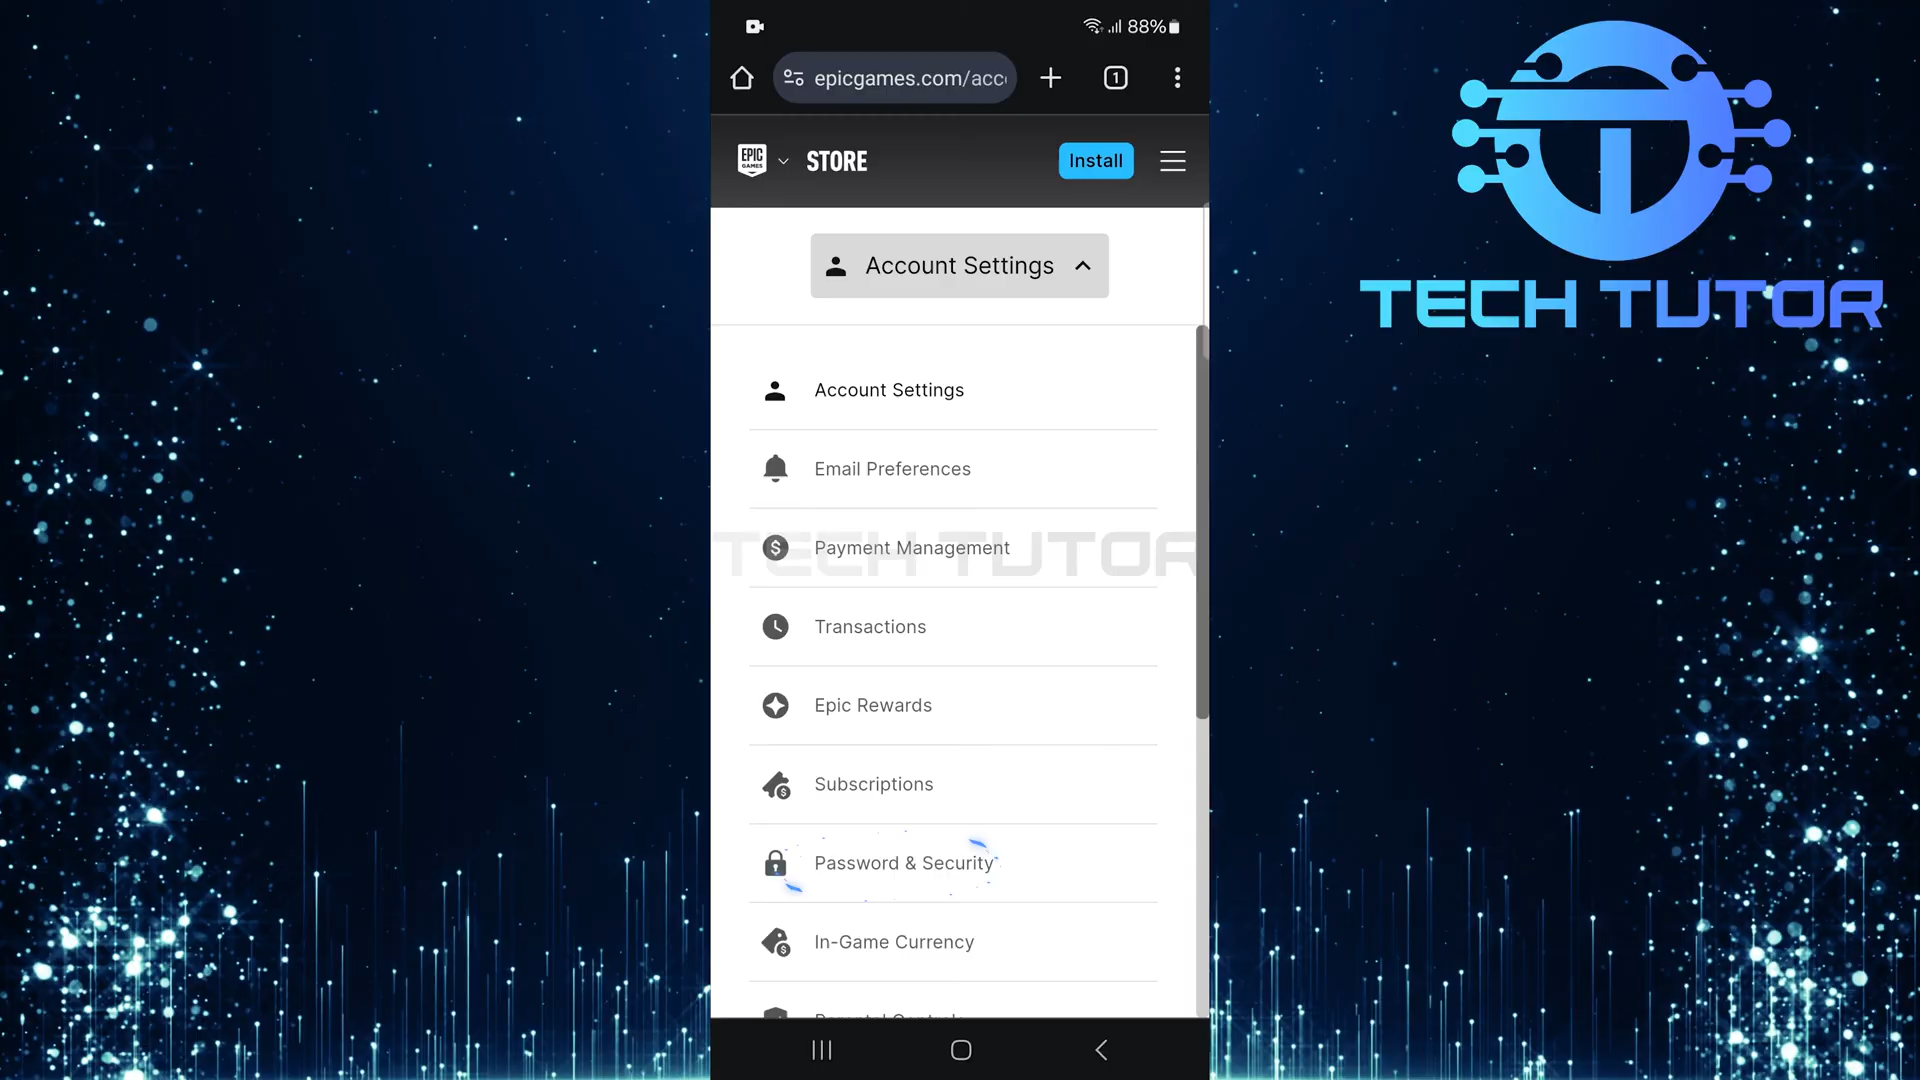 88%
epicgames.com/acc
1
EPIC
GAMES
STORE
Install
Account Settings
Account Settings
Email Preferences
Payment Management
TECH TUTOR
Transactions
Epic Rewards
Subscriptions
Password & Security
In-Game Currency
TECH TUTOR